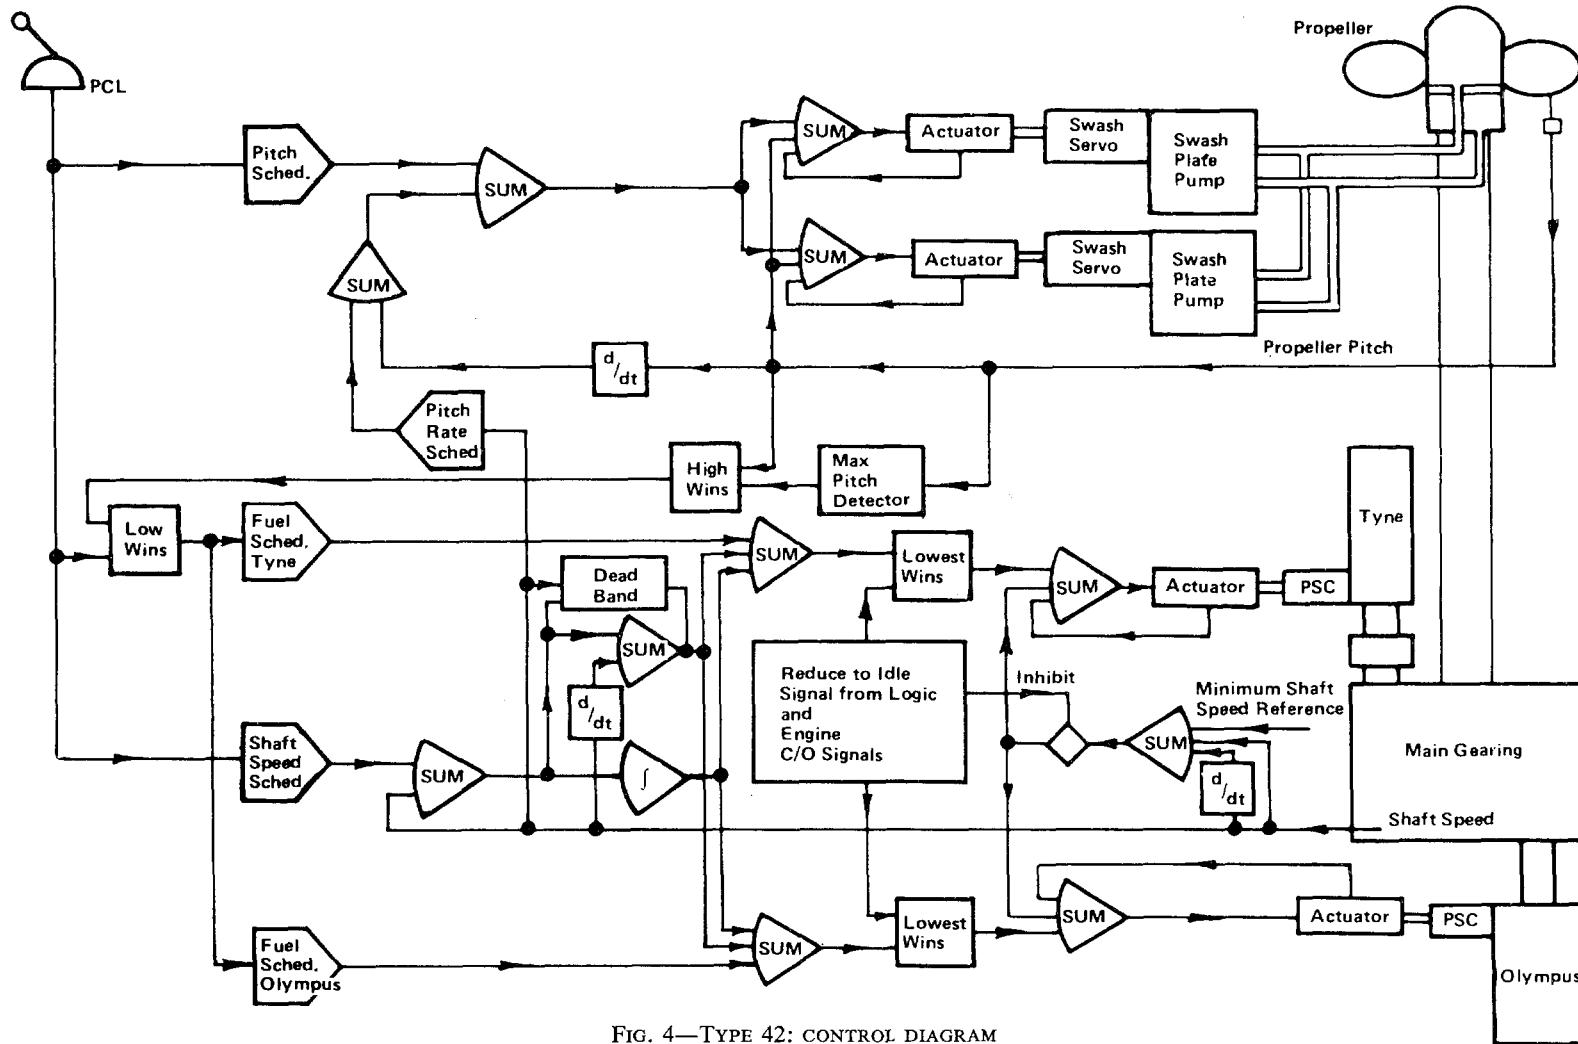 Propeller
PCL
Pitch
Sched.
SUM
SUM
Actuator
Swash
Servo
Swash
Plate
Pump
SUM
Actuator
Swash
Servo
Swash
Plate
Pump
SUM
d/dt
Propeller Pitch
Pitch
Rate
Sched
High
Wins
Max
Pitch
Detector
Low
Wins
Fuel
Sched.
Tyne
Dead
Band
SUM
SUM
d/dt
Lowest
Wins
SUM
Actuator
PSC
Tyne
Reduce to Idle
Signal from Logic
and
Engine
C/O Signals
Inhibit
Minimum Shaft
Speed Reference
SUM
d/dt
Main Gearing
Shaft Speed
Shaft
Speed
Sched.
SUM
∫
Fuel
Sched.
Olympus
SUM
Lowest
Wins
SUM
Actuator
PSC
Olympus
FIG. 4—TYPE 42: CONTROL DIAGRAM